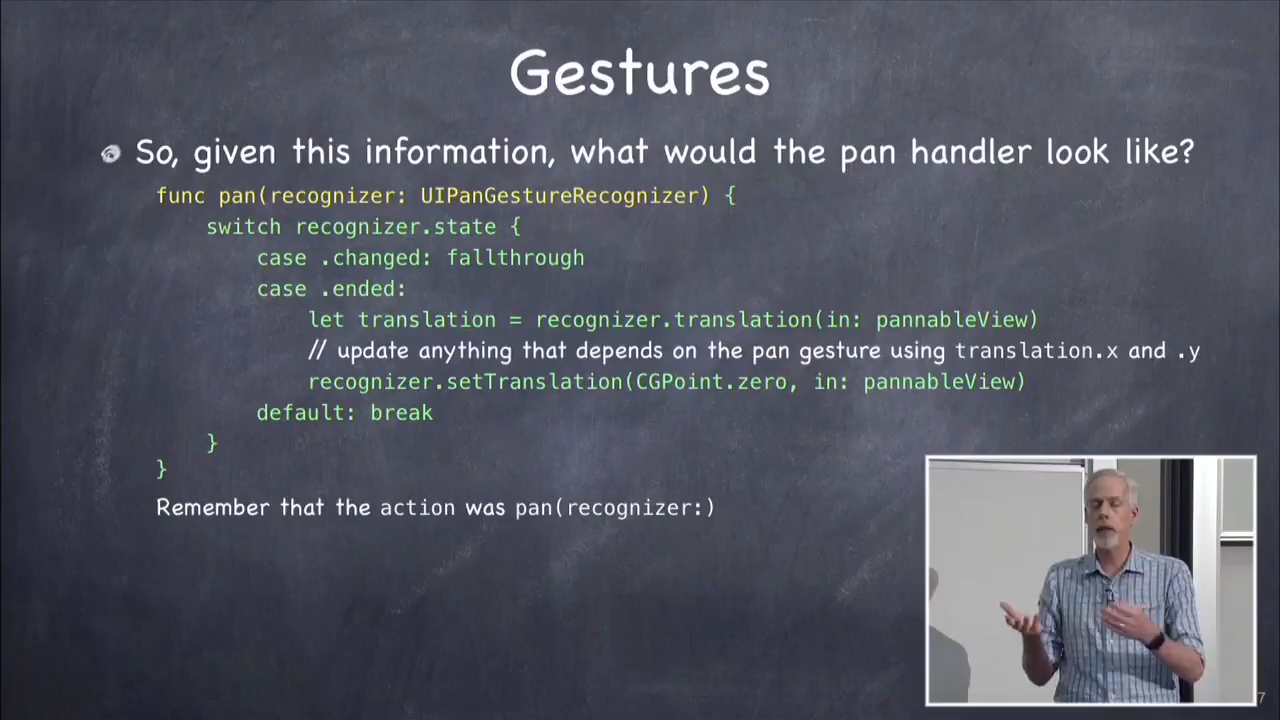 Gestures
So, given this information, what would the pan handler look like?
func pan(recognizer: UIPanGestureRecognizer) {
switch recognizer.state {
case .changed: fallthrough
case .ended:
let translation = recognizer.translation(in: pannableView)
// update anything that depends on the pan gesture using translation.x and .y
recognizer.setTranslation(CGPoint.zero, in: pannableView)
default: break
}
}
Remember that the action was pan(recognizer:)
7